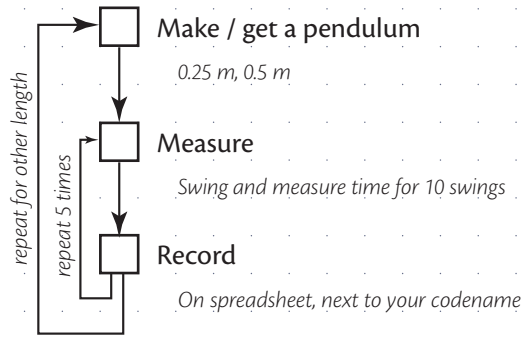 Make / get a pendulum
0.25 m, 0.5 m
Measure
Swing and measure time for 10 swings
Record
On spreadsheet, next to your codename
repeat for other length
repeat 5 times